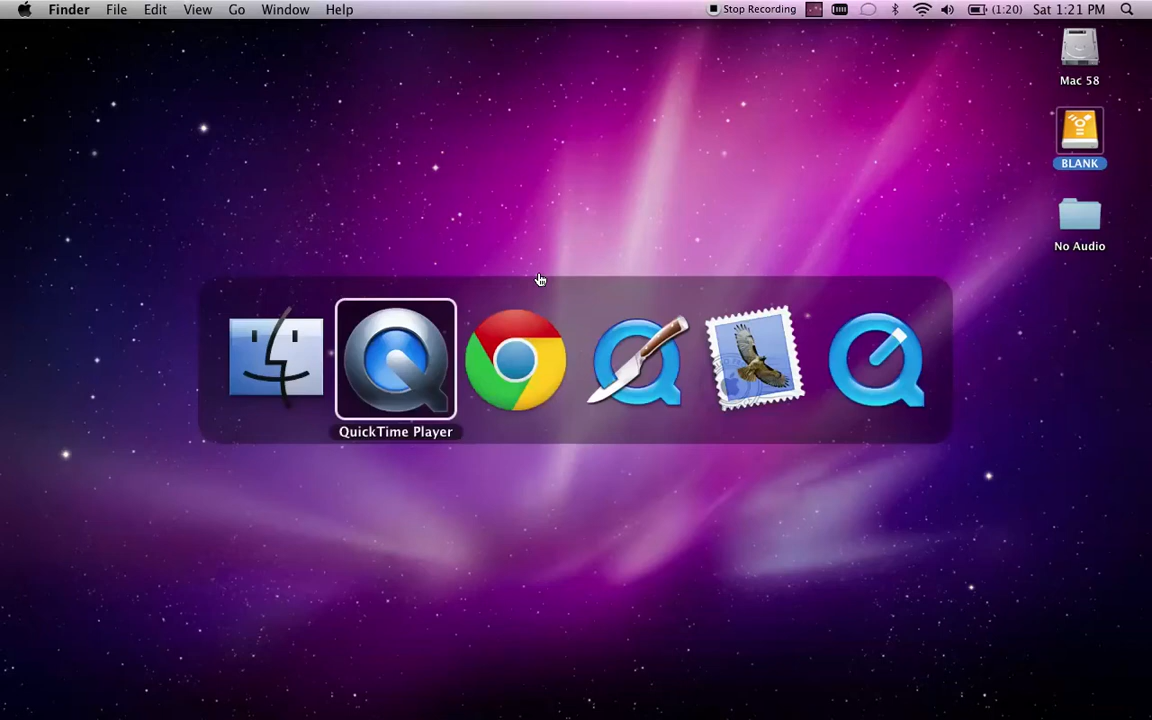 Finder File Edit View Go Window Help Stop Recording (1:20) Sat 1:21 PM
Mac 58
BLANK
No Audio
QuickTime Player